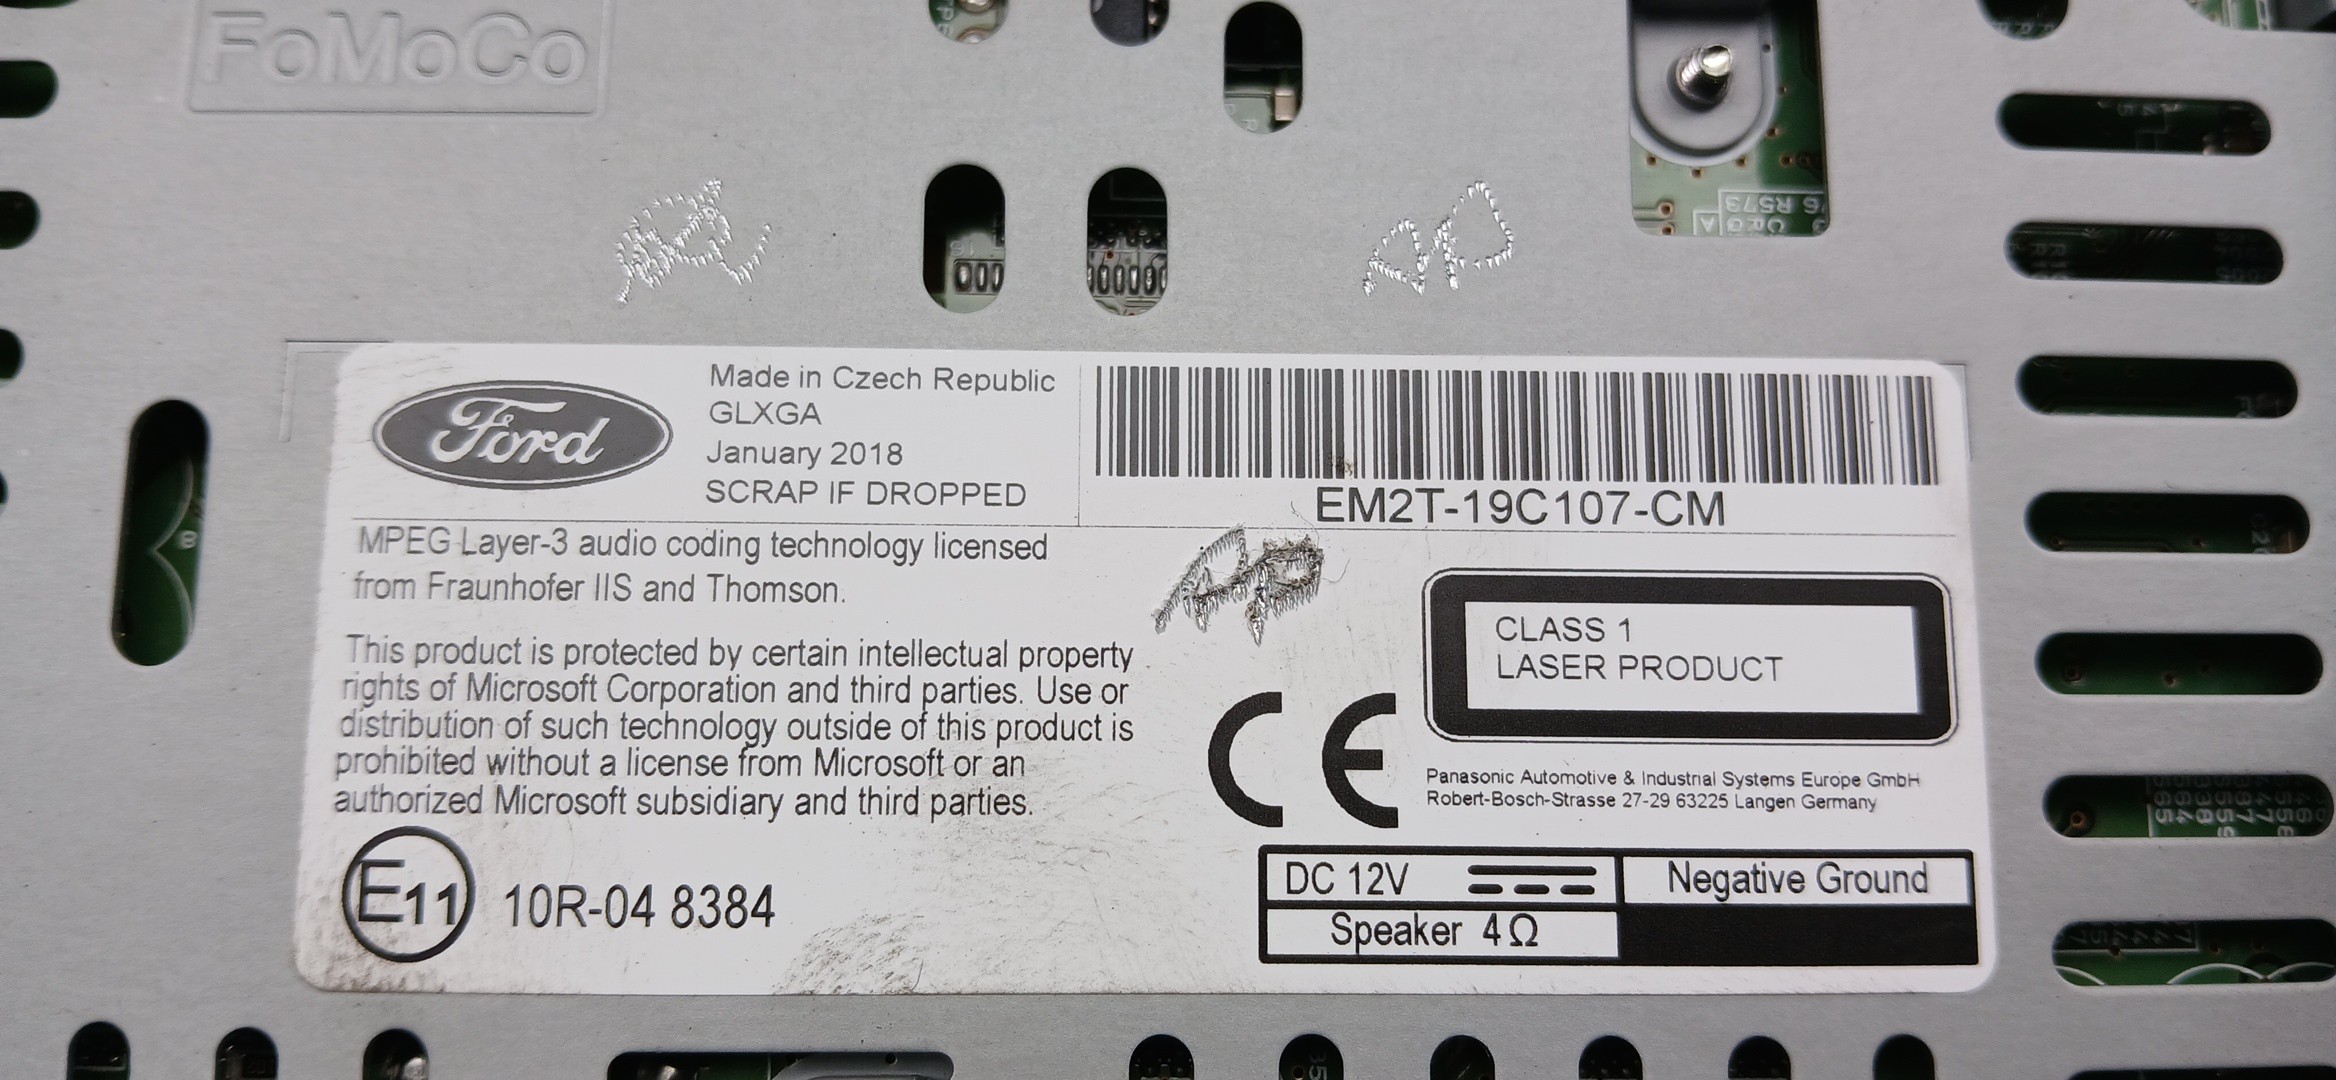 FoMoCo
R573
Ford
Made in Czech Republic
GLXGA
January 2018
SCRAP IF DROPPED
EM2T-19C107-CM
MPEG Layer-3 audio coding technology licensed
from Fraunhofer IIS and Thomson.
This product is protected by certain intellectual property
rights of Microsoft Corporation and third parties. Use or
distribution of such technology outside of this product is
prohibited without a license from Microsoft or an
authorized Microsoft subsidiary and third parties.
CLASS 1
LASER PRODUCT
CE
Panasonic Automotive & Industrial Systems Europe GmbH
Robert-Bosch-Strasse 27-29 63225 Langen Germany
E11 10R-04 8384
DC 12V
Negative Ground
Speaker 4Ω